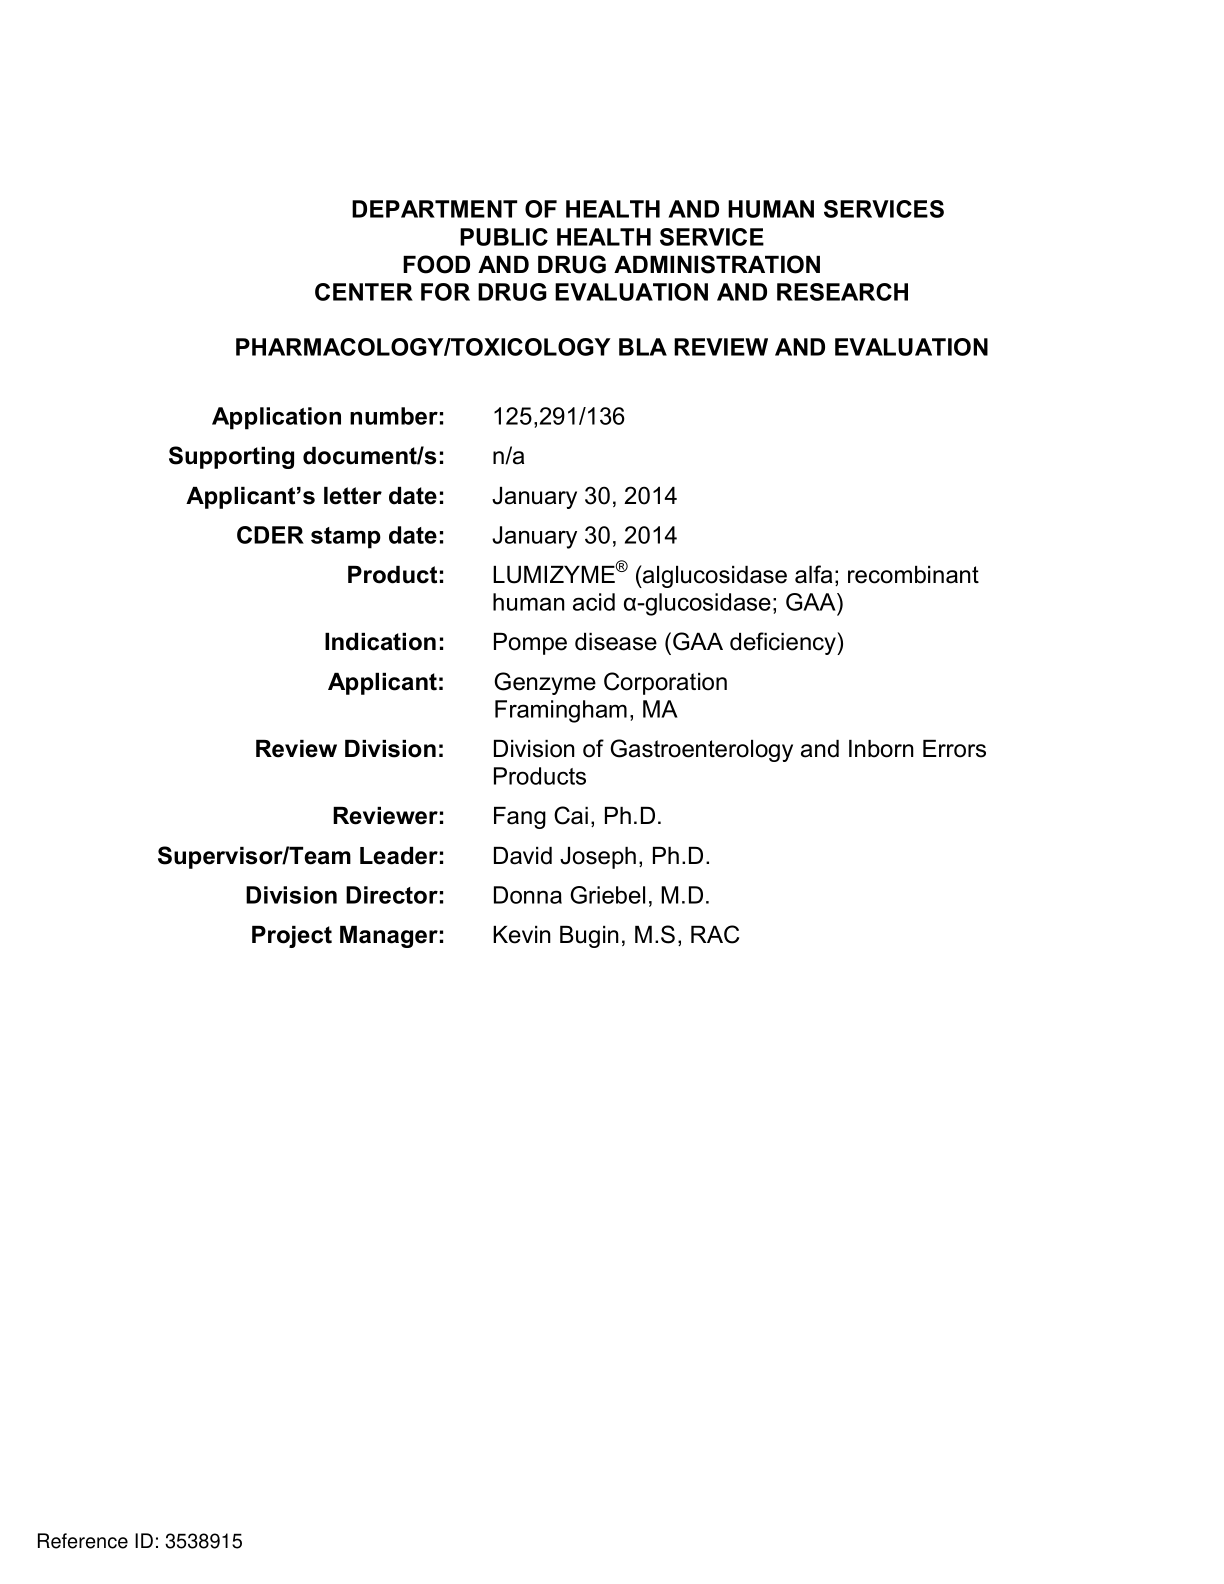 DEPARTMENT OF HEALTH AND HUMAN SERVICES
PUBLIC HEALTH SERVICE
FOOD AND DRUG ADMINISTRATION
CENTER FOR DRUG EVALUATION AND RESEARCH
PHARMACOLOGY/TOXICOLOGY BLA REVIEW AND EVALUATION
Application number: 125,291/136
Supporting document/s: n/a
Applicant’s letter date: January 30, 2014
CDER stamp date: January 30, 2014
Product: LUMIZYME® (alglucosidase alfa; recombinant
human acid α-glucosidase; GAA)
Indication: Pompe disease (GAA deficiency)
Applicant: Genzyme Corporation
Framingham, MA
Review Division: Division of Gastroenterology and Inborn Errors
Products
Reviewer: Fang Cai, Ph.D.
Supervisor/Team Leader: David Joseph, Ph.D.
Division Director: Donna Griebel, M.D.
Project Manager: Kevin Bugin, M.S, RAC
Reference ID: 3538915